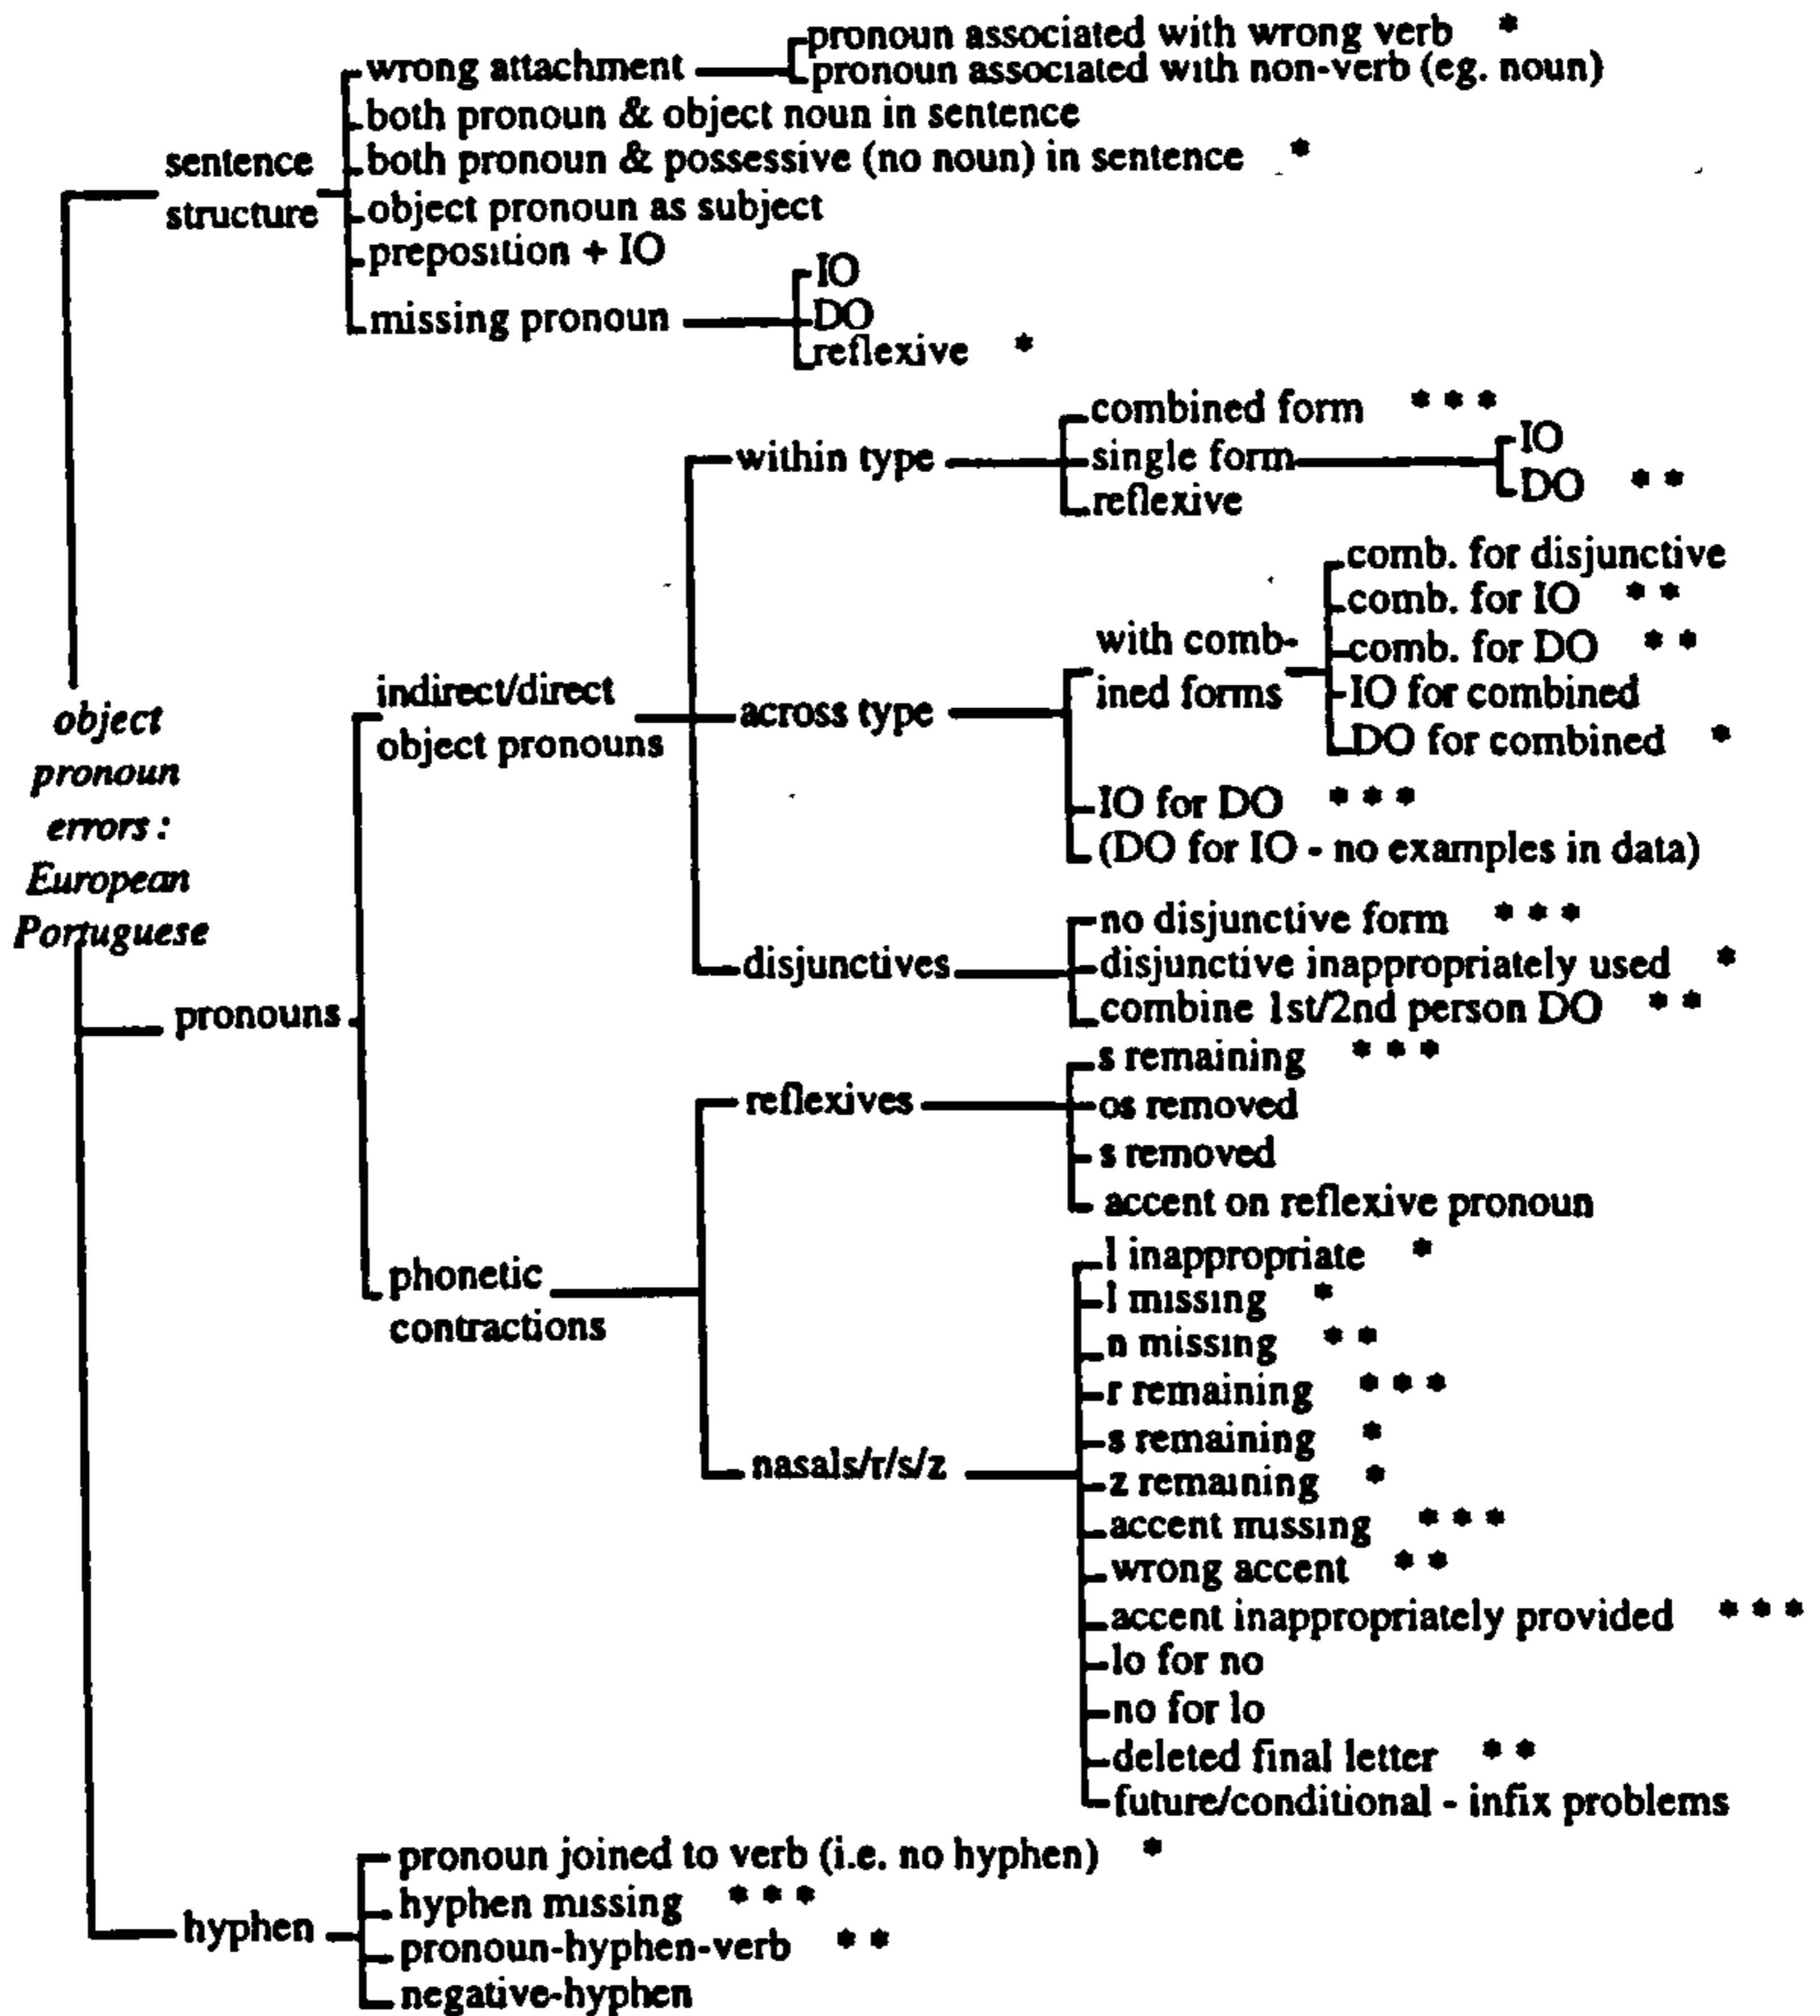 pronoun associated with wrong verb *
wrong attachment
pronoun associated with non-verb (eg. noun)
both pronoun & object noun in sentence
sentence structure
both pronoun & possessive (no noun) in sentence *
object pronoun as subject
preposition + IO
missing pronoun
IO
DO
reflexive *
combined form * * *
within type
single form
IO
DO * *
reflexive
comb. for disjunctive
comb. for IO * *
with comb-
ined forms
comb. for DO * *
IO for combined
DO for combined *
indirect/direct
object pronouns
across type
IO for DO * * *
(DO for IO - no examples in data)
object
pronoun
errors :
European
Portuguese
no disjunctive form * * *
disjunctives
disjunctive inappropriately used *
combine 1st/2nd person DO * *
pronouns
s remaining * * *
reflexives
os removed
s removed
accent on reflexive pronoun
phonetic
contractions
l inappropriate *
l missing *
n missing * *
r remaining * * *
s remaining *
nasals/r/s/z
z remaining *
accent missing * * *
wrong accent * *
accent inappropriately provided * * *
lo for no
no for lo
deleted final letter * *
future/conditional - infix problems
pronoun joined to verb (i.e. no hyphen) *
hyphen missing * * *
hyphen
pronoun-hyphen-verb * *
negative-hyphen